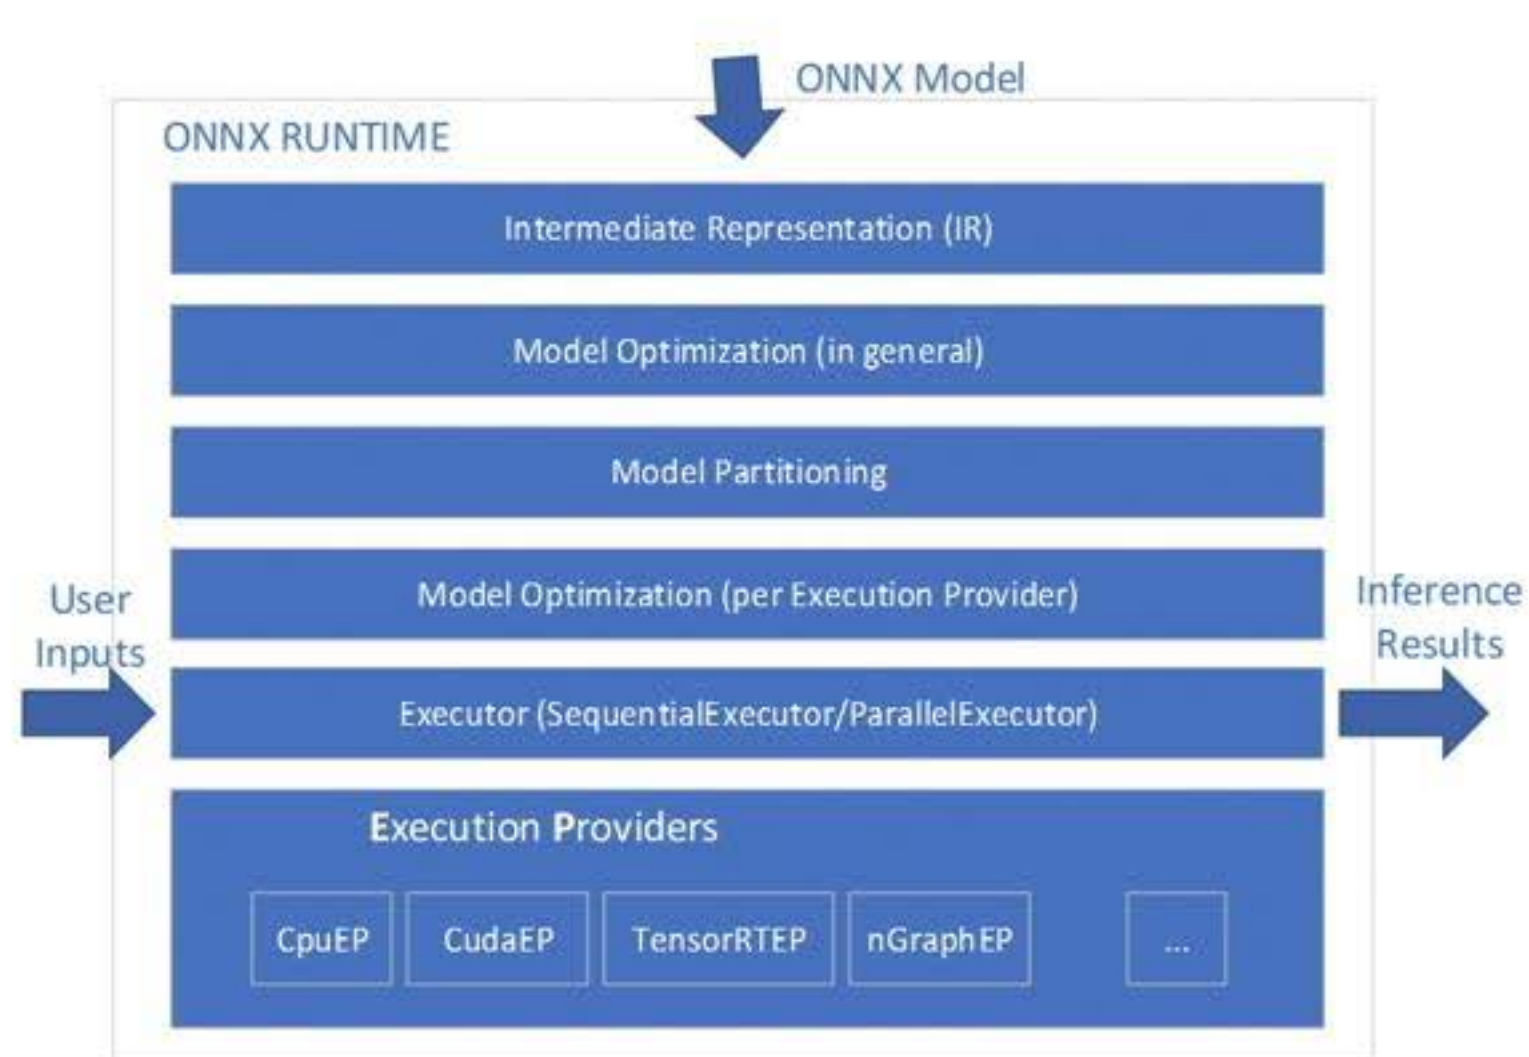 ONNX Model
ONNX RUNTIME
Intermediate Representation (IR)
Model Optimization (in general)
Model Partitioning
Model Optimization (per Execution Provider)
User
Inputs
Inference
Results
Executor (SequentialExecutor/ParallelExecutor)
Execution Providers
CpuEP
CudaEP
TensorRTEP
nGraphEP
...